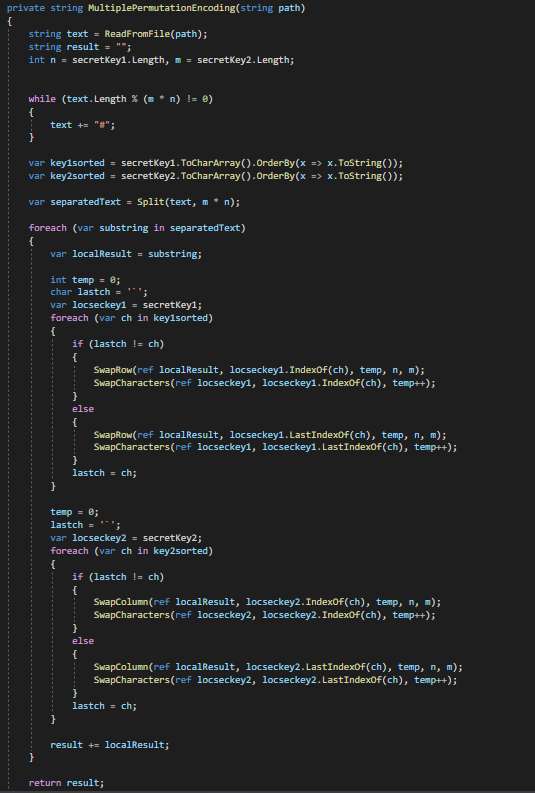 private string MultiplePermutationEncoding(string path)
{
    string text = ReadFromFile(path);
    string result = "";
    int n = secretKey1.Length, m = secretKey2.Length;

    while (text.Length % (m * n) != 0)
    {
        text += "#";
    }

    var key1sorted = secretKey1.ToCharArray().OrderBy(x => x.ToString());
    var key2sorted = secretKey2.ToCharArray().OrderBy(x => x.ToString());

    var separatedText = Split(text, m * n);

    foreach (var substring in separatedText)
    {
        var localResult = substring;

        int temp = 0;
        char lastch = '`';
        var locseckey1 = secretKey1;
        foreach (var ch in key1sorted)
        {
            if (lastch != ch)
            {
                SwapRow(ref localResult, locseckey1.IndexOf(ch), temp, n, m);
                SwapCharacters(ref locseckey1, locseckey1.IndexOf(ch), temp++);
            }
            else
            {
                SwapRow(ref localResult, locseckey1.LastIndexOf(ch), temp, n, m);
                SwapCharacters(ref locseckey1, locseckey1.LastIndexOf(ch), temp++);
            }
            lastch = ch;
        }

        temp = 0;
        lastch = '`';
        var locseckey2 = secretKey2;
        foreach (var ch in key2sorted)
        {
            if (lastch != ch)
            {
                SwapColumn(ref localResult, locseckey2.IndexOf(ch), temp, n, m);
                SwapCharacters(ref locseckey2, locseckey2.IndexOf(ch), temp++);
            }
            else
            {
                SwapColumn(ref localResult, locseckey2.LastIndexOf(ch), temp, n, m);
                SwapCharacters(ref locseckey2, locseckey2.LastIndexOf(ch), temp++);
            }
            lastch = ch;
        }

        result += localResult;
    }

    return result;